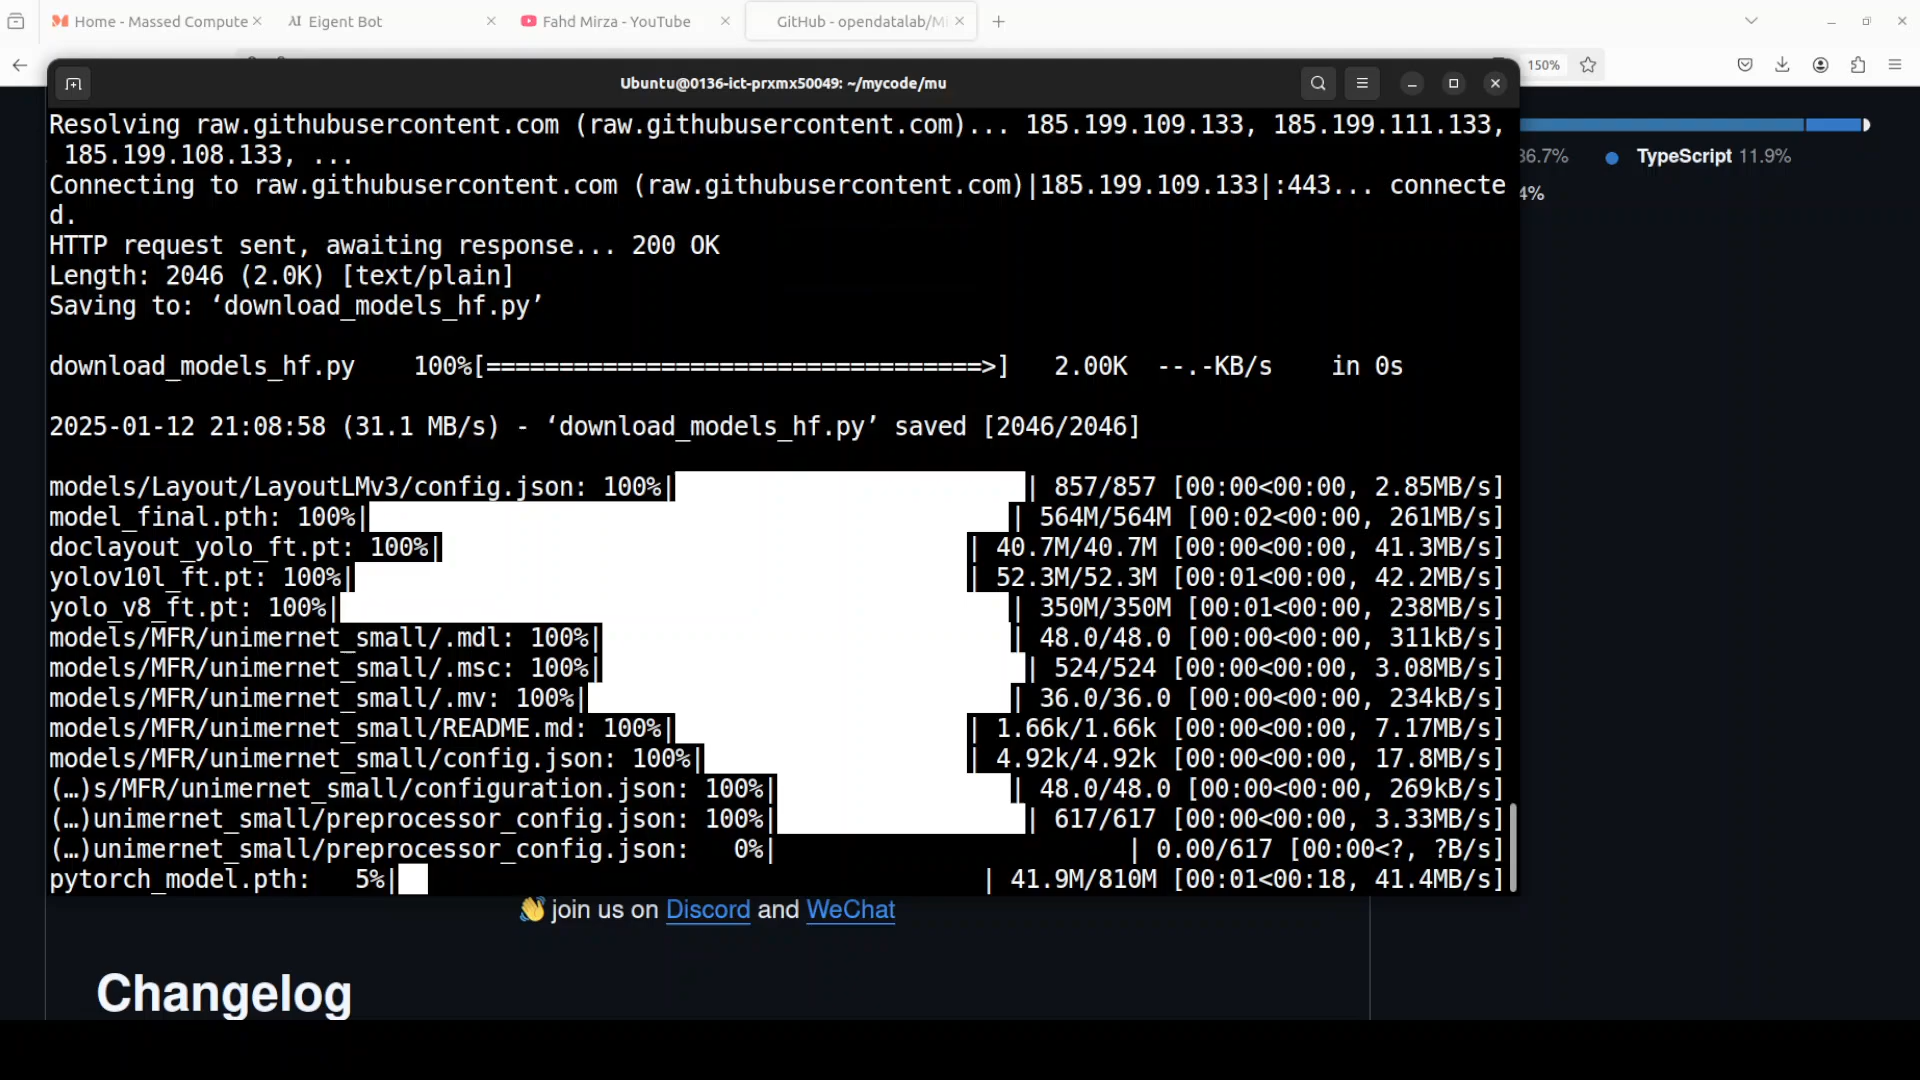 Home - Massed Compute
Eigent Bot
Fahd Mirza - YouTube
GitHub - opendatalab/Mi
150%
Ubuntu@0136-ict-prxmx50049: ~/mycode/mu
Resolving raw.githubusercontent.com (raw.githubusercontent.com)... 185.199.109.133, 185.199.111.133,
185.199.108.133, ...
Connecting to raw.githubusercontent.com (raw.githubusercontent.com)|185.199.109.133|:443... connecte
d.
HTTP request sent, awaiting response... 200 OK
Length: 2046 (2.0K) [text/plain]
Saving to: ‘download_models_hf.py’
download_models_hf.py 100%[==================================>] 2.00K --.-KB/s in 0s
2025-01-12 21:08:58 (31.1 MB/s) - ‘download_models_hf.py’ saved [2046/2046]
models/Layout/LayoutLMv3/config.json: 100%| | 857/857 [00:00<00:00, 2.85MB/s]
model_final.pth: 100%| | 564M/564M [00:02<00:00, 261MB/s]
doclayout_yolo_ft.pt: 100%| | 40.7M/40.7M [00:00<00:00, 41.3MB/s]
yolov10l_ft.pt: 100%| | 52.3M/52.3M [00:01<00:00, 42.2MB/s]
yolo_v8_ft.pt: 100%| | 350M/350M [00:01<00:00, 238MB/s]
models/MFR/unimernet_small/.mdl: 100%| | 48.0/48.0 [00:00<00:00, 311kB/s]
models/MFR/unimernet_small/.msc: 100%| | 524/524 [00:00<00:00, 3.08MB/s]
models/MFR/unimernet_small/.mv: 100%| | 36.0/36.0 [00:00<00:00, 234kB/s]
models/MFR/unimernet_small/README.md: 100%| | 1.66k/1.66k [00:00<00:00, 7.17MB/s]
models/MFR/unimernet_small/config.json: 100%| | 4.92k/4.92k [00:00<00:00, 17.8MB/s]
(…)s/MFR/unimernet_small/configuration.json: 100%| | 48.0/48.0 [00:00<00:00, 269kB/s]
(…)unimernet_small/preprocessor_config.json: 100%| | 617/617 [00:00<00:00, 3.33MB/s]
(…)unimernet_small/preprocessor_config.json: 0%| | 0.00/617 [00:00<?, ?B/s]
pytorch_model.pth: 5%| | 41.9M/810M [00:01<00:18, 41.4MB/s]
36.7% TypeScript 11.9%
4%
👋 join us on Discord and WeChat
Changelog